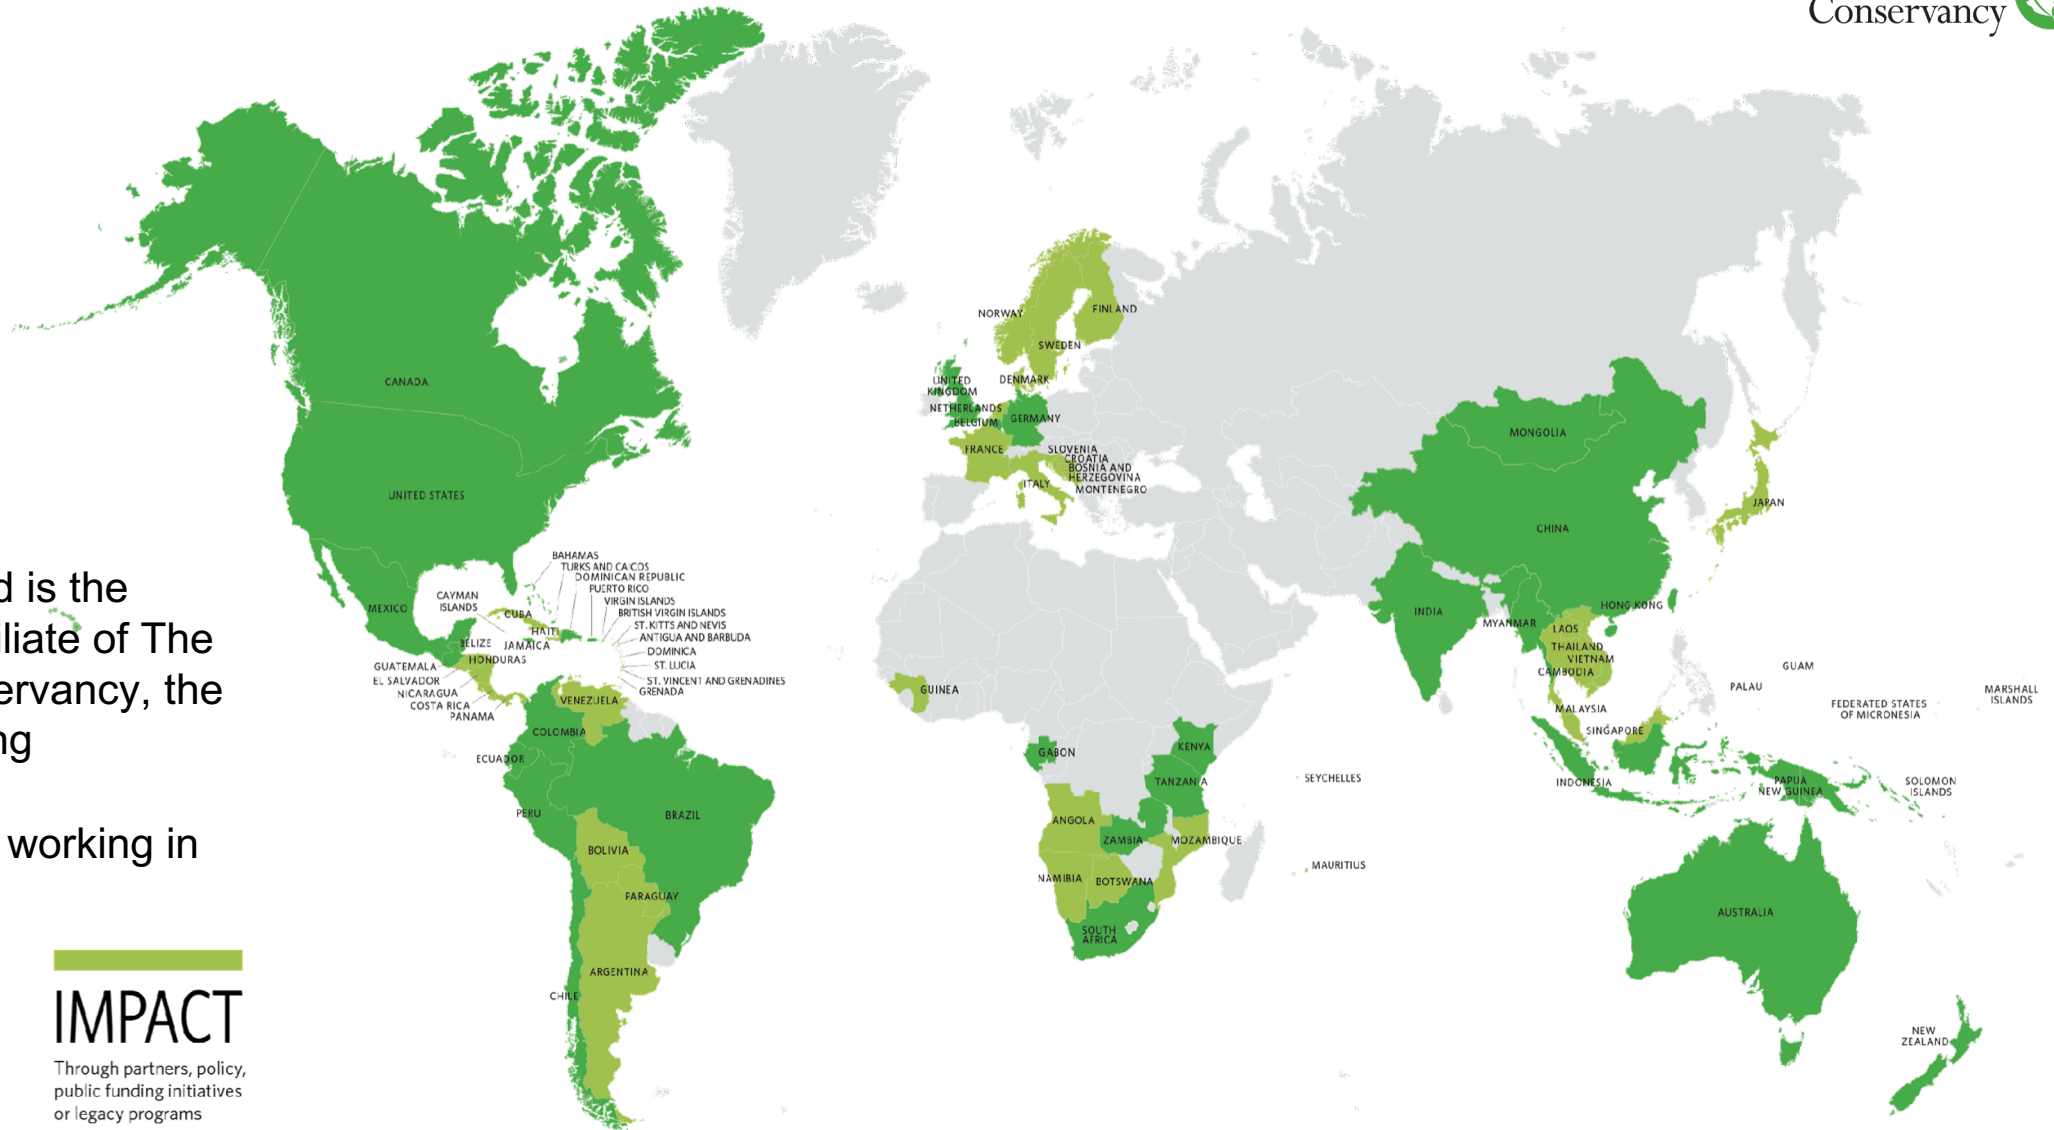 Conservancy
d is the
iliate of The
ervancy, the
ng
working in
IMPACT
Through partners, policy,
public funding initiatives
or legacy programs
CANADA
UNITED STATES
MEXICO
CAYMAN
ISLANDS
BAHAMAS
TURKS AND CAICOS
DOMINICAN REPUBLIC
PUERTO RICO
VIRGIN ISLANDS
BRITISH VIRGIN ISLANDS
ST. KITTS AND NEVIS
ANTIGUA AND BARBUDA
DOMINICA
ST. LUCIA
ST. VINCENT AND GRENADINES
GRENADA
CUBA
HAITI
JAMAICA
BELIZE
HONDURAS
GUATEMALA
EL SALVADOR
NICARAGUA
COSTA RICA
PANAMA
VENEZUELA
COLOMBIA
ECUADOR
PERU
BRAZIL
BOLIVIA
PARAGUAY
ARGENTINA
CHILE
NORWAY
FINLAND
SWEDEN
DENMARK
UNITED
KINGDOM
NETHERLANDS
BELGIUM
GERMANY
FRANCE
SLOVENIA
CROATIA
BOSNIA AND
HERZEGOVINA
MONTENEGRO
ITALY
GUINEA
GABON
KENYA
TANZANIA
ANGOLA
ZAMBIA
MOZAMBIQUE
NAMIBIA
BOTSWANA
SOUTH
AFRICA
SEYCHELLES
MAURITIUS
MONGOLIA
CHINA
JAPAN
INDIA
HONG KONG
MYANMAR
LAOS
THAILAND
VIETNAM
CAMBODIA
MALAYSIA
SINGAPORE
INDONESIA
PALAU
GUAM
FEDERATED STATES
OF MICRONESIA
MARSHALL
ISLANDS
PAPUA
NEW GUINEA
SOLOMON
ISLANDS
AUSTRALIA
NEW
ZEALAND